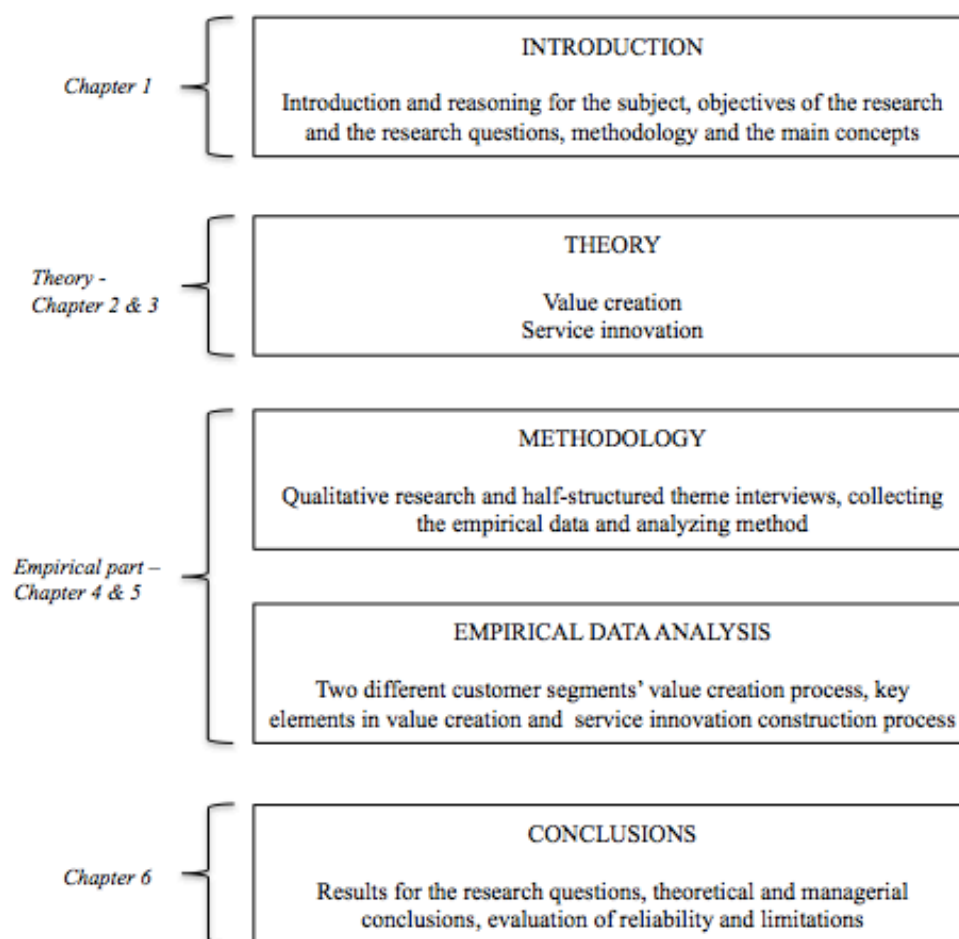 INTRODUCTION
Chapter 1
Introduction and reasoning for the subject, objectives of the research
and the research questions, methodology and the main concepts
THEORY
Theory -
Chapter 2 & 3
Value creation
Service innovation
METHODOLOGY
Qualitative research and half-structured theme interviews, collecting
the empirical data and analyzing method
Empirical part –
Chapter 4 & 5
EMPIRICAL DATA ANALYSIS
Two different customer segments’ value creation process, key
elements in value creation and service innovation construction process
CONCLUSIONS
Chapter 6
Results for the research questions, theoretical and managerial
conclusions, evaluation of reliability and limitations